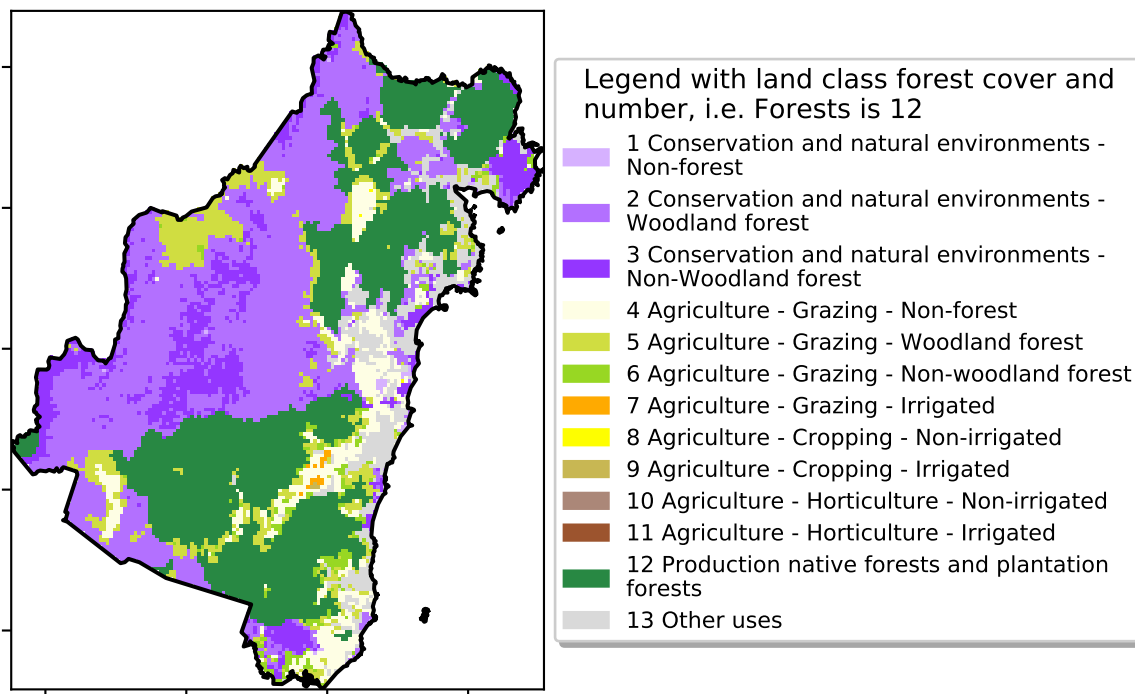 Legend with land class forest cover and
number, i.e. Forests is 12
1 Conservation and natural environments -
Non-forest
2 Conservation and natural environments -
Woodland forest
3 Conservation and natural environments -
Non-Woodland forest
4 Agriculture - Grazing - Non-forest
5 Agriculture - Grazing - Woodland forest
6 Agriculture - Grazing - Non-woodland forest
7 Agriculture - Grazing - Irrigated
8 Agriculture - Cropping - Non-irrigated
9 Agriculture - Cropping - Irrigated
10 Agriculture - Horticulture - Non-irrigated
11 Agriculture - Horticulture - Irrigated
12 Production native forests and plantation
forests
13 Other uses